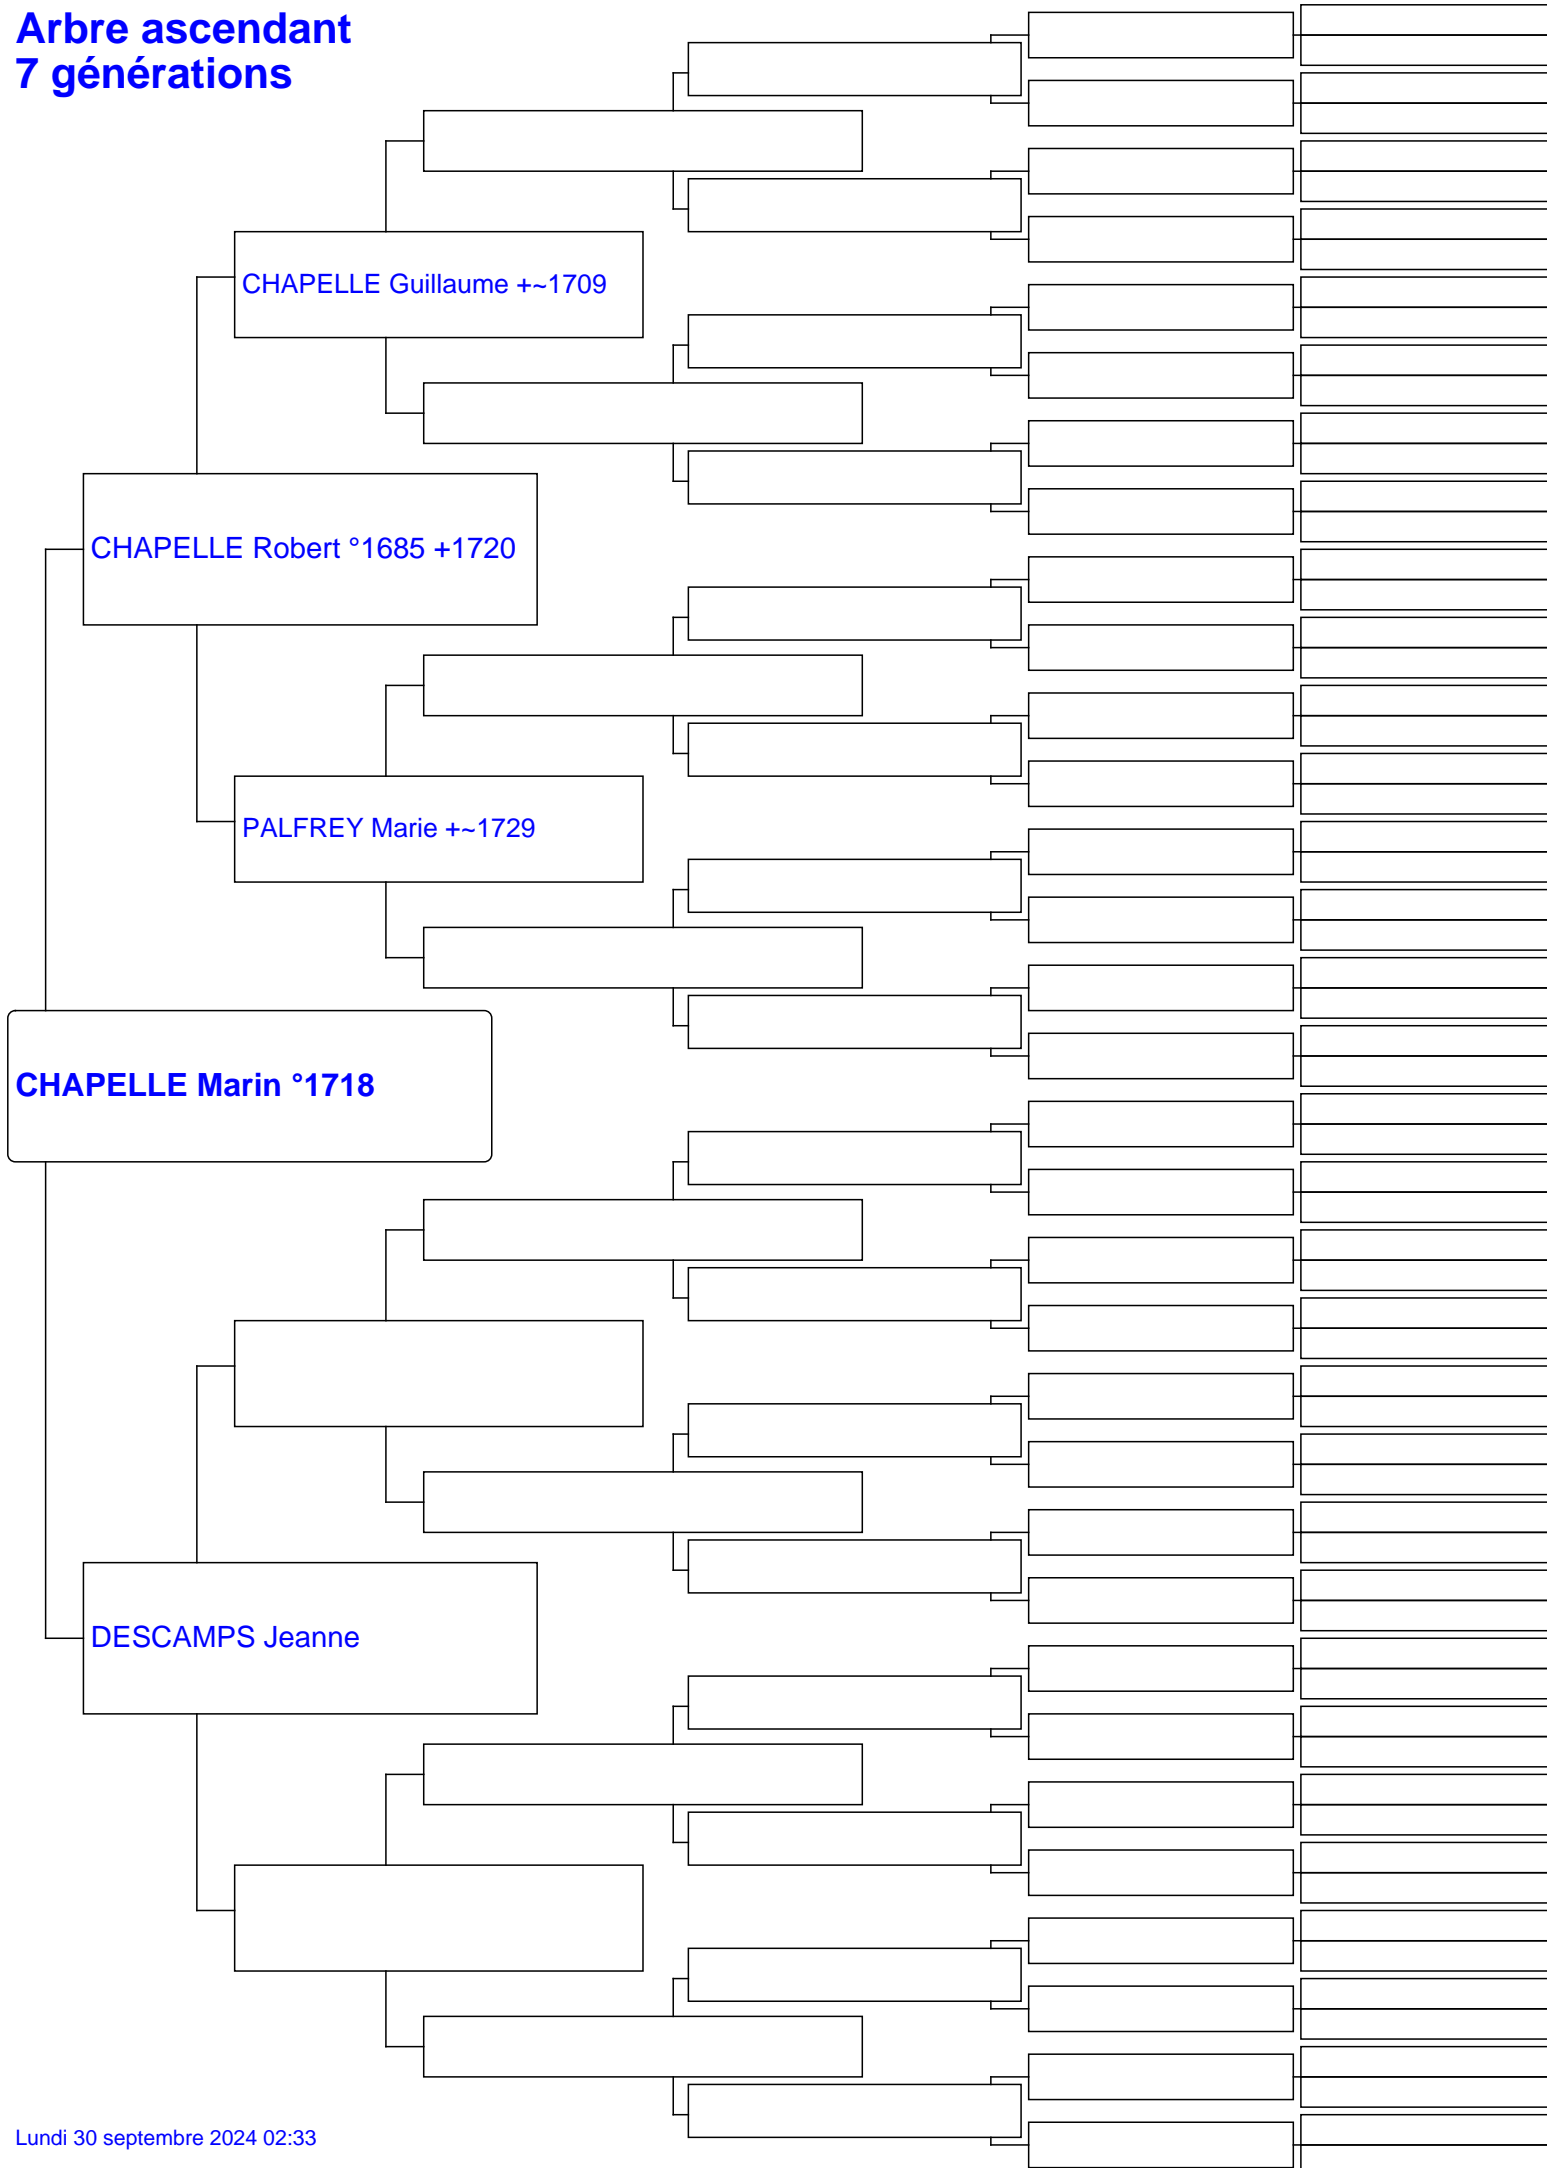 Arbre ascendant
7 générations
CHAPELLE Guillaume +~1709
CHAPELLE Robert °1685 +1720
PALFREY Marie +~1729
CHAPELLE Marin °1718
DESCAMPS Jeanne
Lundi 30 septembre 2024 02:33